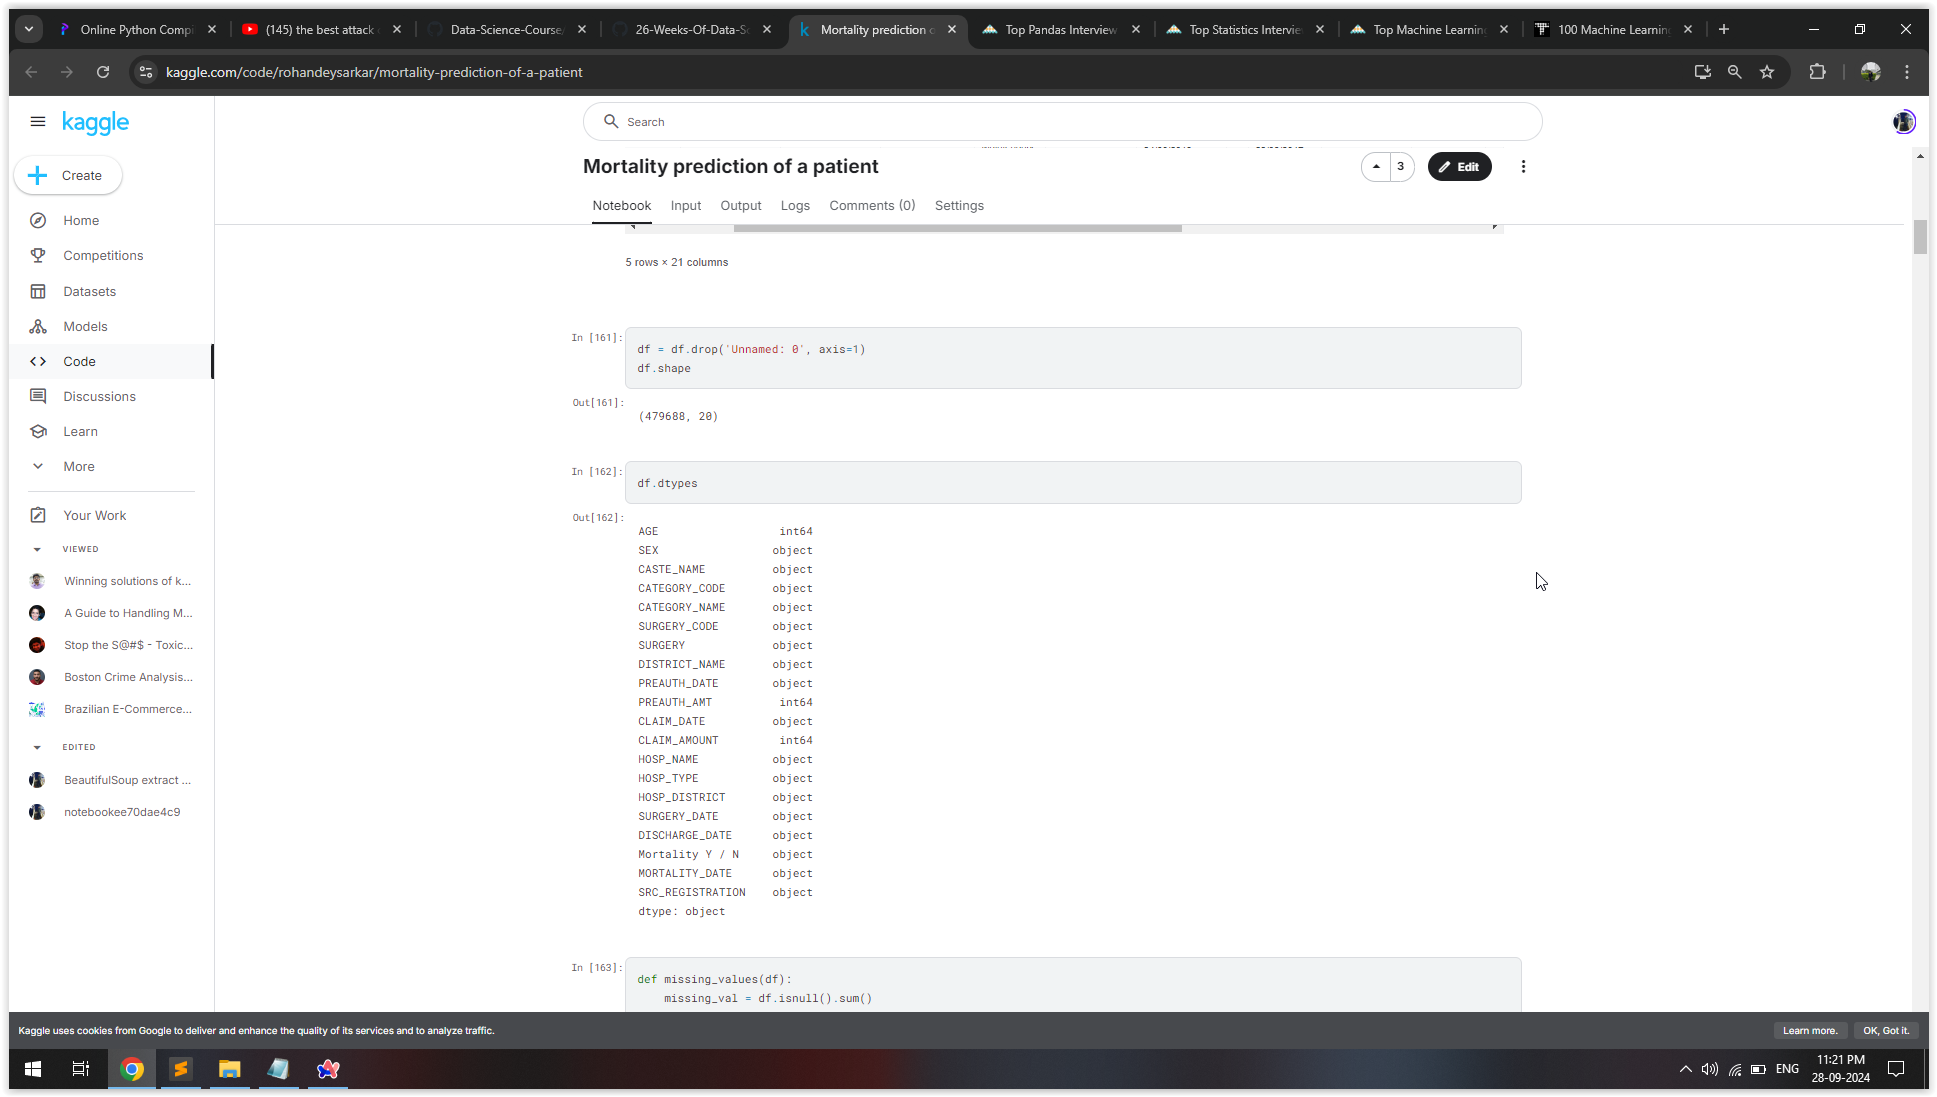 Online Python Compi
(145) the best attack
Data-Science-Course/
26-Weeks-Of-Data-S
Mortality prediction o
Top Pandas Interview
Top Statistics Intervie
Top Machine Learning
100 Machine Learning
kaggle.com/code/rohandeysarkar/mortality-prediction-of-a-patient
kaggle
Search
Create
Home
Competitions
Datasets
Models
Code
Discussions
Learn
More
Your Work
VIEWED
Winning solutions of k...
A Guide to Handling M...
Stop the S@#$ - Toxic...
Boston Crime Analysis...
Brazilian E-Commerce...
EDITED
BeautifulSoup extract ...
notebookee70dae4c9
Mortality prediction of a patient
3
Edit
Notebook Input Output Logs Comments (0) Settings
5 rows × 21 columns
In [161]:
df = df.drop('Unnamed: 0', axis=1)
df.shape
Out[161]:
(479688, 20)
In [162]:
df.dtypes
Out[162]:
AGE int64
SEX object
CASTE_NAME object
CATEGORY_CODE object
CATEGORY_NAME object
SURGERY_CODE object
SURGERY object
DISTRICT_NAME object
PREAUTH_DATE object
PREAUTH_AMT int64
CLAIM_DATE object
CLAIM_AMOUNT int64
HOSP_NAME object
HOSP_TYPE object
HOSP_DISTRICT object
SURGERY_DATE object
DISCHARGE_DATE object
Mortality Y / N object
MORTALITY_DATE object
SRC_REGISTRATION object
dtype: object
In [163]:
def missing_values(df):
missing_val = df.isnull().sum()
Kaggle uses cookies from Google to deliver and enhance the quality of its services and to analyze traffic.
Learn more.
OK, Got it.
ENG
11:21 PM
28-09-2024